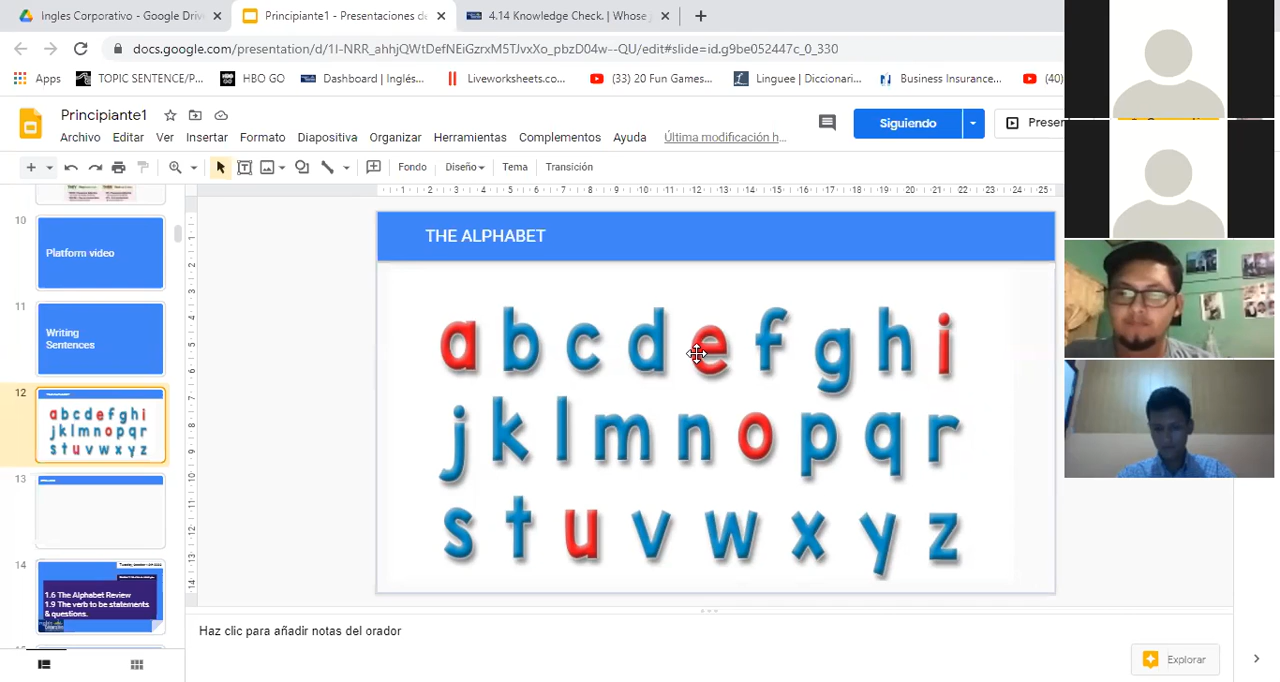 Ingles Corporativo - Google Driv
Principiante1 - Presentaciones de
4.14 Knowledge Check. | Whose
docs.google.com/presentation/d/1I-NRR_ahhjQWtDefNEiGzrxM5TJvxXo_pbzD04w--QU/edit#slide=id.g9be052447c_0_330
Apps
TOPIC SENTENCE/P...
HBO GO
Dashboard | Inglés...
Liveworksheets.co...
(33) 20 Fun Games...
Linguee | Diccionari...
Business Insurance...
(40)
Principiante1
Archivo Editar Ver Insertar Formato Diapositiva Organizar Herramientas Complementos Ayuda Última modificación h...
Siguiendo
Presen
Fondo Diseño Tema Transición
10
Platform video
11
Writing
Sentences
12
a b c d e f g h i
j k l m n o p q r
s t u v w x y z
13
14
1.6 The Alphabet Review
1.9 The verb to be statements
& questions.
THE ALPHABET
a b c d e f g h i
j k l m n o p q r
s t u v w x y z
Haz clic para añadir notas del orador
Explorar